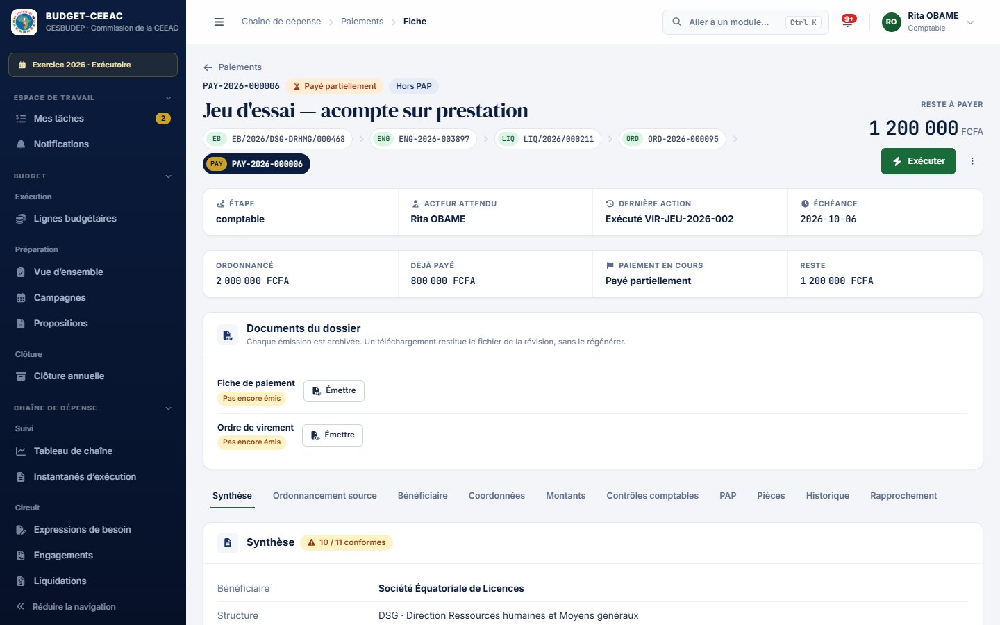 BUDGET-CEEAC
GESBUDEP · Commission de la CEEAC
Exercice 2026 · Exécutoire
ESPACE DE TRAVAIL
Mes tâches
2
Notifications
BUDGET
Exécution
Lignes budgétaires
Préparation
Vue d’ensemble
Campagnes
Propositions
Clôture
Clôture annuelle
CHAÎNE DE DÉPENSE
Suivi
Tableau de chaîne
Instantanés d’exécution
Circuit
Expressions de besoin
Engagements
Liquidations
Réduire la navigation
Chaîne de dépense
Paiements
Fiche
Aller à un module...
Ctrl K
9+
RO
Rita OBAME
Comptable
Paiements
PAY-2026-000006
Payé partiellement
Hors PAP
Jeu d'essai — acompte sur prestation
EB EB/2026/DSG-DRHMG/000468
ENG ENG-2026-003897
LIQ LIQ/2026/000211
ORD ORD-2026-000095
PAY PAY-2026-000006
RESTE À PAYER
1 200 000 FCFA
Exécuter
ÉTAPE
comptable
ACTEUR ATTENDU
Rita OBAME
DERNIÈRE ACTION
Exécuté VIR-JEU-2026-002
ÉCHÉANCE
2026-10-06
ORDONNANCÉ
2 000 000 FCFA
DÉJÀ PAYÉ
800 000 FCFA
PAIEMENT EN COURS
Payé partiellement
RESTE
1 200 000 FCFA
Documents du dossier
Chaque émission est archivée. Un téléchargement restitue le fichier de la révision, sans le régénérer.
Fiche de paiement
Pas encore émis
Émettre
Ordre de virement
Pas encore émis
Émettre
Synthèse
Ordonnancement source
Bénéficiaire
Coordonnées
Montants
Contrôles comptables
PAP
Pièces
Historique
Rapprochement
Synthèse
10 / 11 conformes
Bénéficiaire
Société Équatoriale de Licences
Structure
DSG · Direction Ressources humaines et Moyens généraux